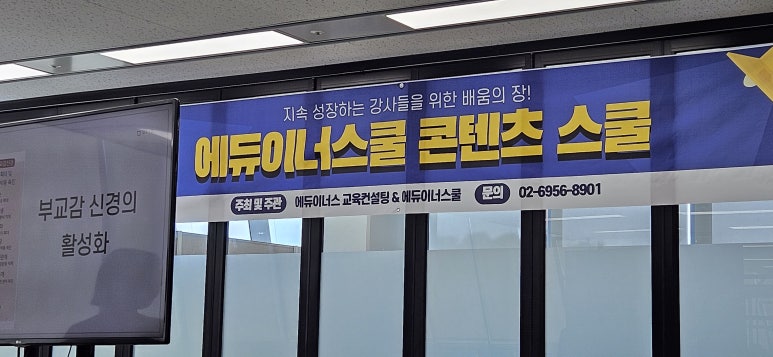 지속 성장하는 강사들을 위한 배움의 장!
에듀이너스쿨 콘텐츠 스쿨
주최 및 주관 에듀이너스 교육컨설팅 & 에듀이너스쿨 문의 02-6956-8901
부교감 신경의
활성화